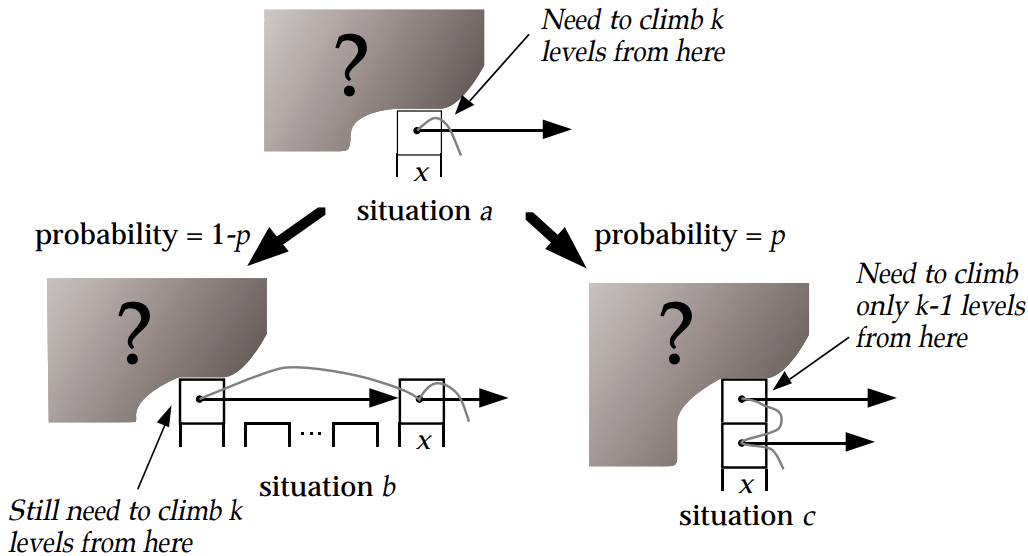 ?
Need to climb k
levels from here
x
situation a
probability = 1-p
probability = p
?
Still need to climb k
levels from here
...
x
situation b
?
Need to climb
only k-1 levels
from here
x
situation c